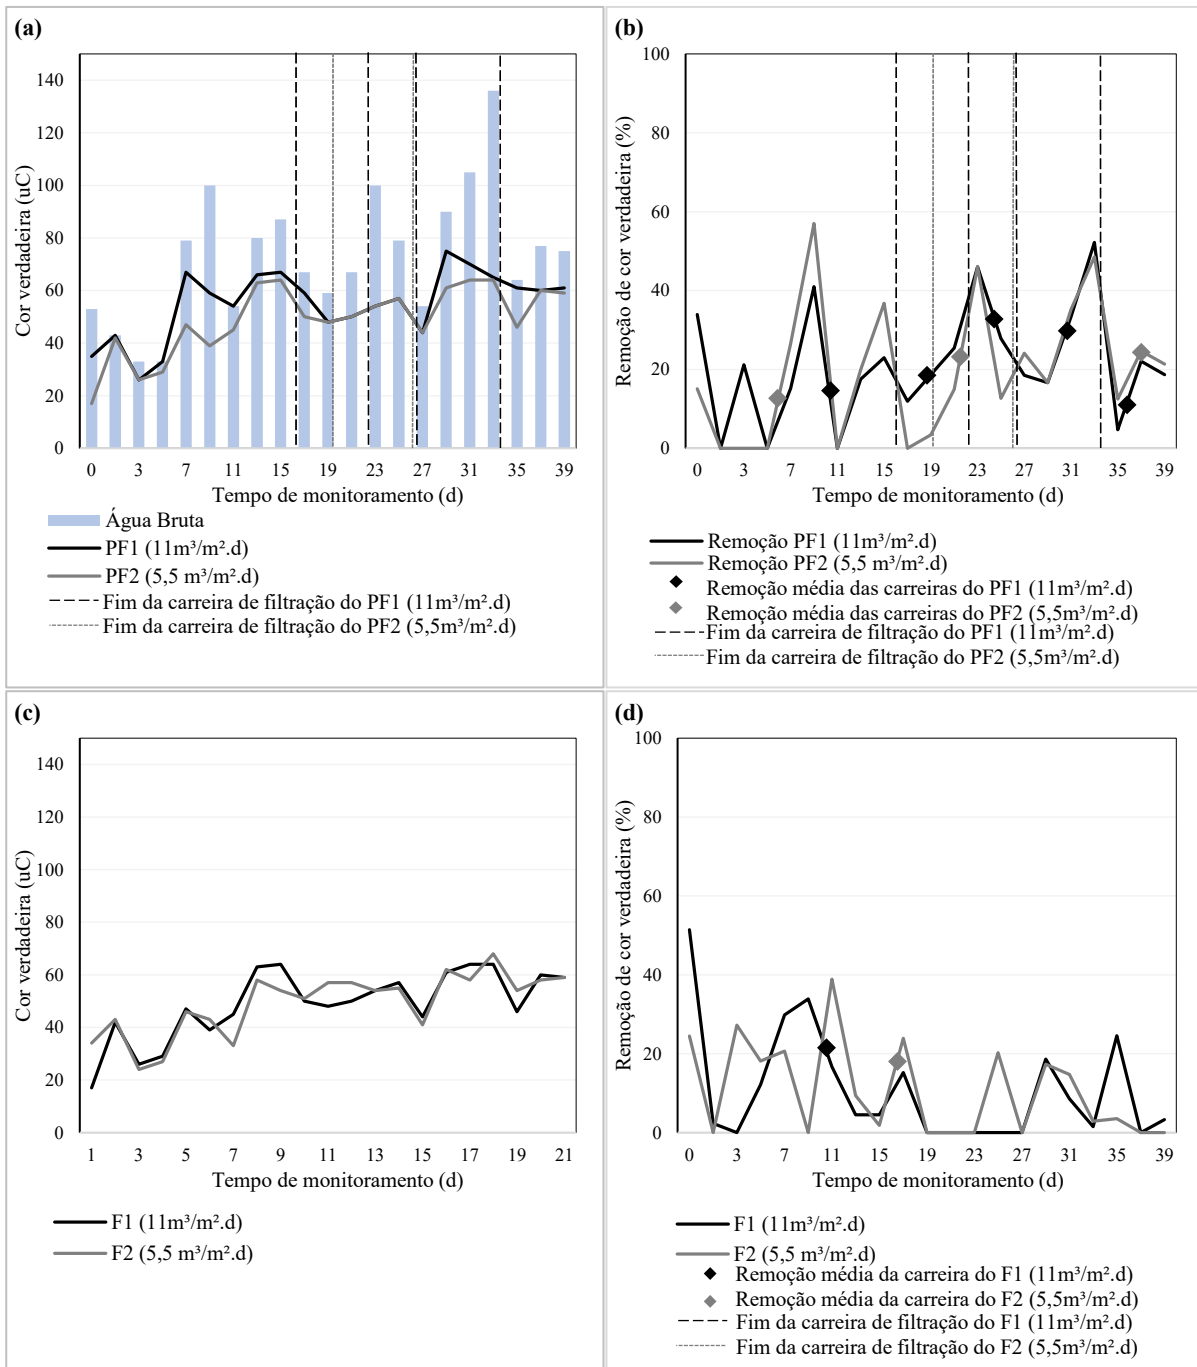 (a)
Cor verdadeira (uC)
140
120
100
80
60
40
20
0
0 3 7 11 15 19 23 27 31 35 39
Tempo de monitoramento (d)
Água Bruta
PF1 (11m³/m².d)
PF2 (5,5 m³/m².d)
Fim da carreira de filtração do PF1 (11m³/m².d)
Fim da carreira de filtração do PF2 (5,5m³/m².d)
(b)
Remoção de cor verdadeira (%)
100
80
60
40
20
0
0 3 7 11 15 19 23 27 31 35 39
Tempo de monitoramento (d)
Remoção PF1 (11m³/m².d)
Remoção PF2 (5,5 m³/m².d)
Remoção média das carreiras do PF1 (11m³/m².d)
Remoção média das carreiras do PF2 (5,5m³/m².d)
Fim da carreira de filtração do PF1 (11m³/m².d)
Fim da carreira de filtração do PF2 (5,5m³/m².d)
(c)
Cor verdadeira (uC)
140
120
100
80
60
40
20
0
1 3 5 7 9 11 13 15 17 19 21
Tempo de monitoramento (d)
F1 (11m³/m².d)
F2 (5,5 m³/m².d)
(d)
Remoção de cor verdadeira (%)
100
80
60
40
20
0
0 3 7 11 15 19 23 27 31 35 39
Tempo de monitoramento (d)
F1 (11m³/m².d)
F2 (5,5 m³/m².d)
Remoção média da carreira do F1 (11m³/m².d)
Remoção média da carreira do F2 (5,5m³/m².d)
Fim da carreira de filtração do F1 (11m³/m².d)
Fim da carreira de filtração do F2 (5,5m³/m².d)